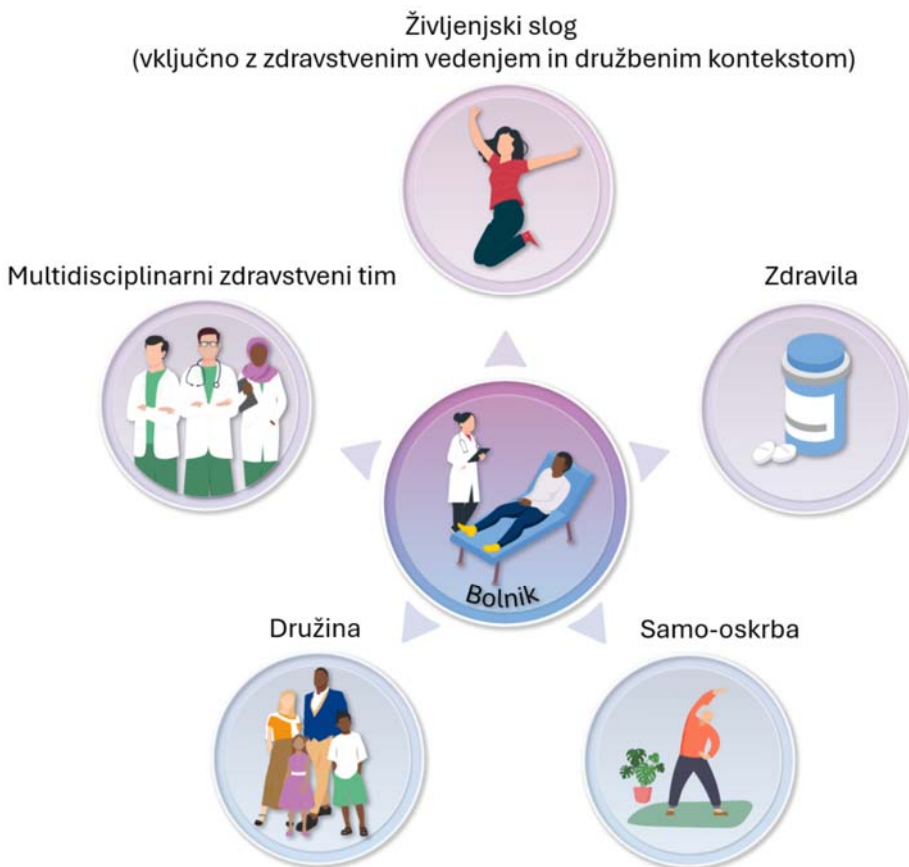 Življenjski slog
(vključno z zdravstvenim vedenjem in družbenim kontekstom)
Multidisciplinarni zdravstveni tim
Zdravila
Bolnik
Družina
Samo-oskrba